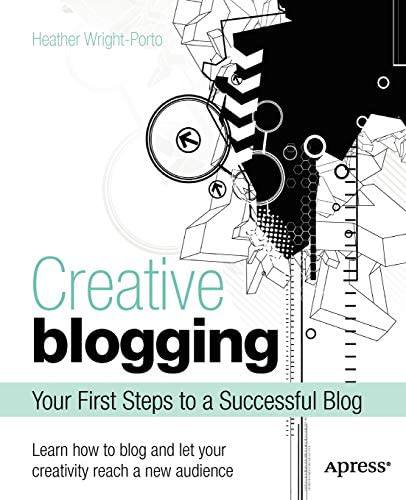 Heather Wright-Porto
Creative
blogging
Your First Steps to a Successful Blog
Learn how to blog and let your
creativity reach a new audience
Apress®